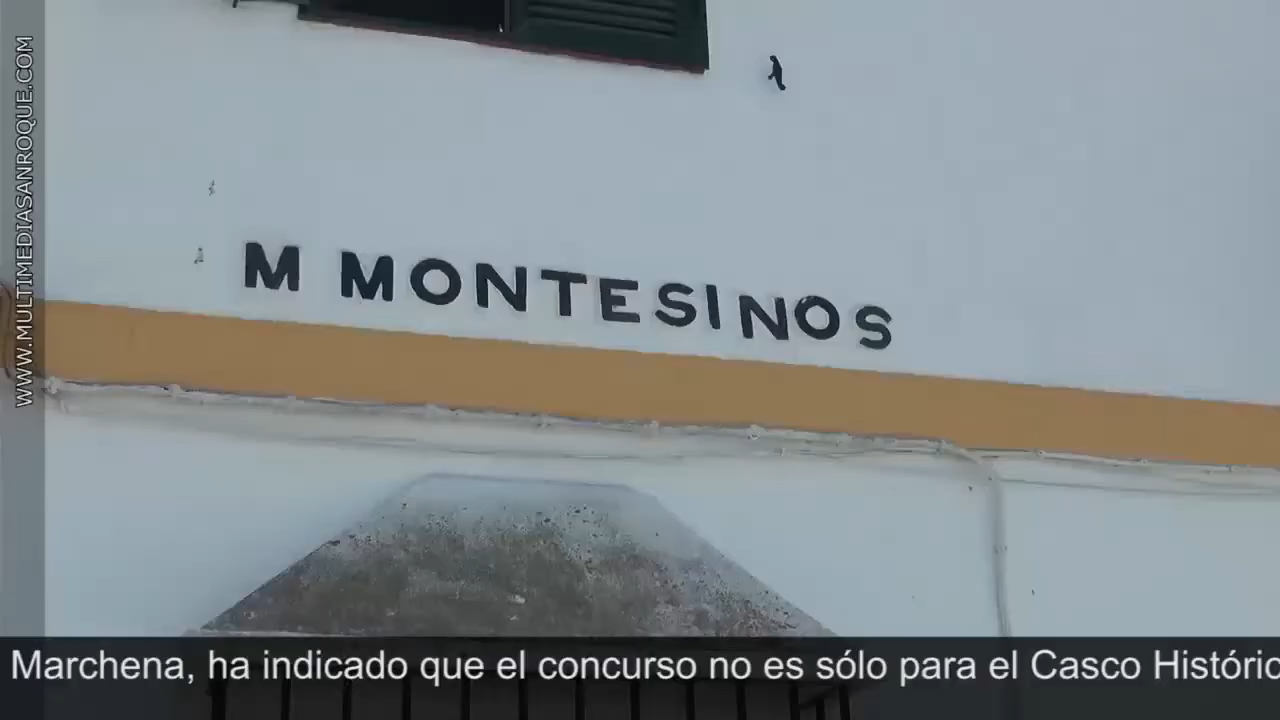 WWW.MULTIMEDIASANROQUE.COM
M MONTESINOS
Marchena, ha indicado que el concurso no es sólo para el Casco Históric